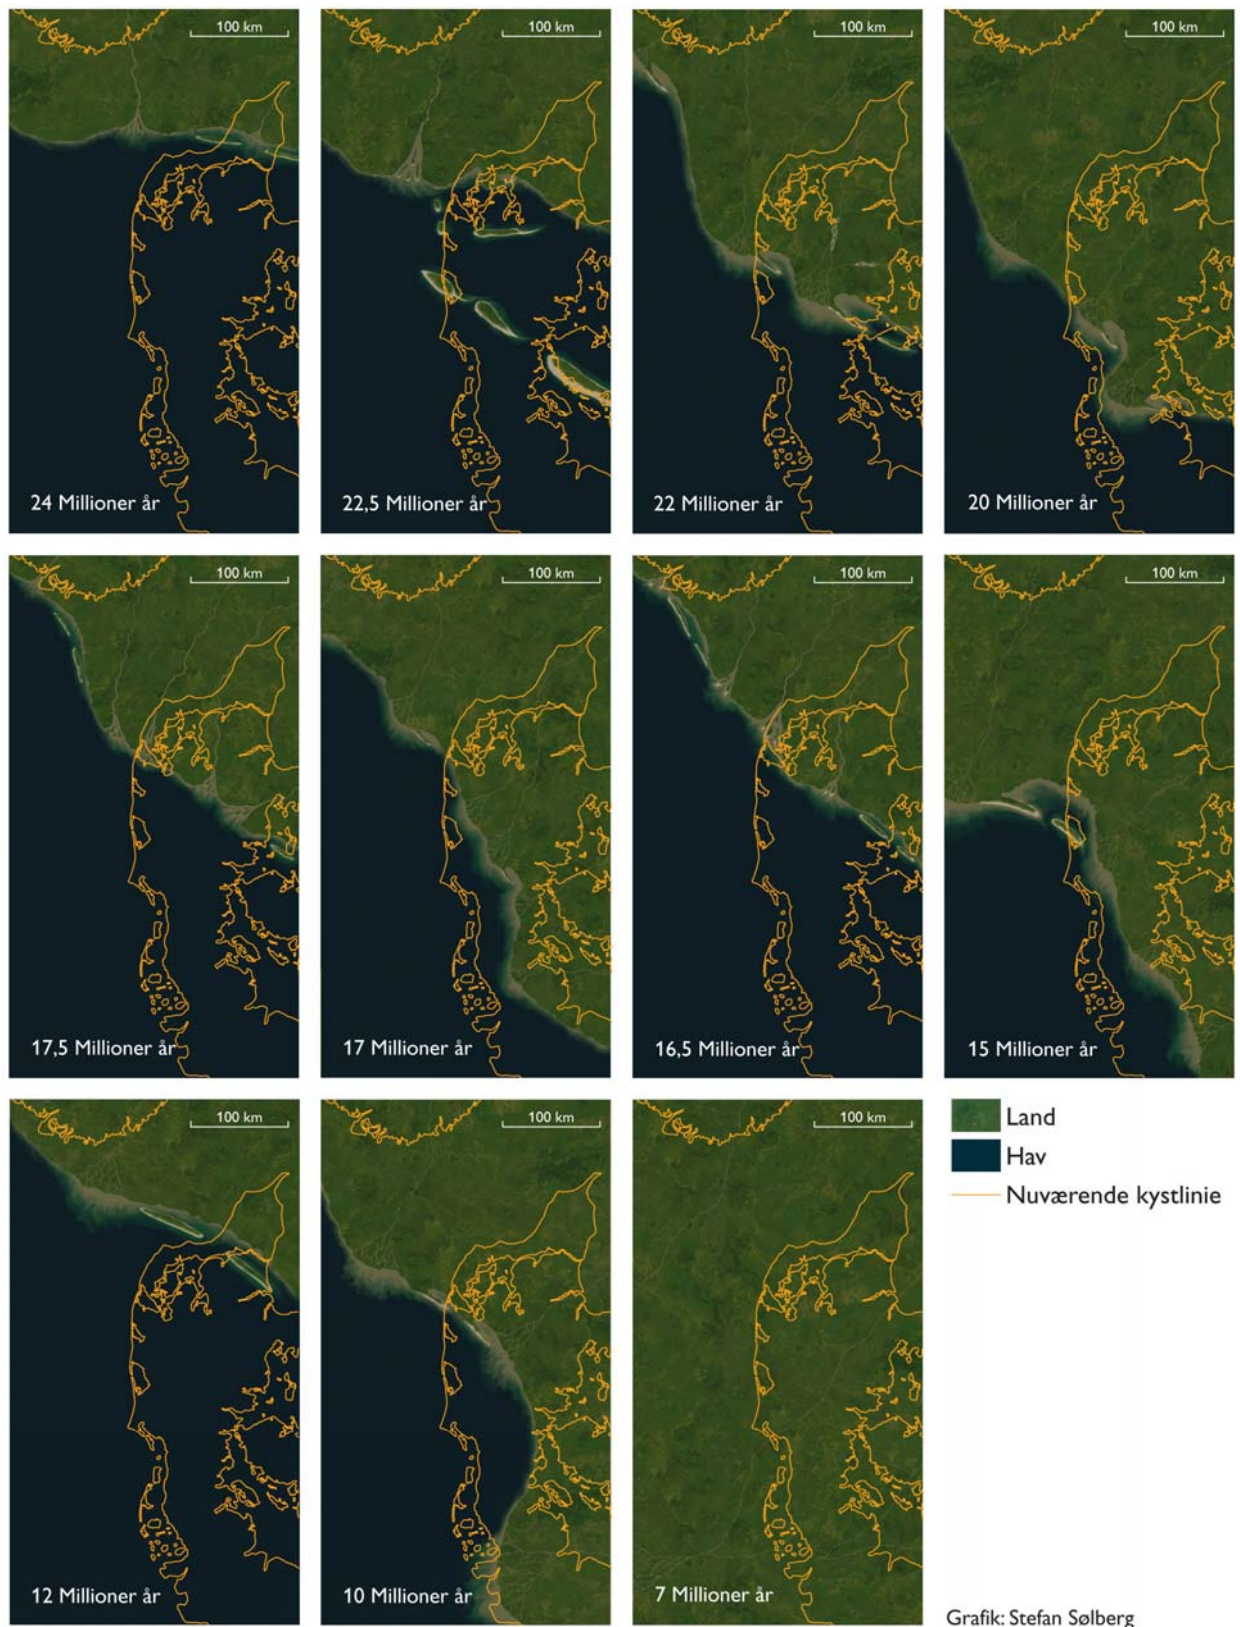 100 km
100 km
100 km
100 km
24 Millioner år
22,5 Millioner år
22 Millioner år
20 Millioner år
100 km
100 km
100 km
100 km
17,5 Millioner år
17 Millioner år
16,5 Millioner år
15 Millioner år
100 km
100 km
100 km
Land
Hav
Nuværende kystlinie
12 Millioner år
10 Millioner år
7 Millioner år
Grafik: Stefan Sølberg